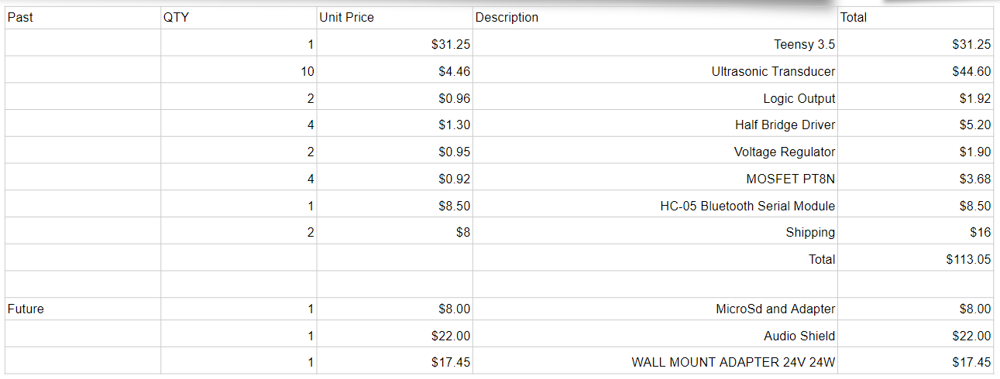 Past QTY Unit Price Description Total
1 $31.25 Teensy 3.5 $31.25
10 $4.46 Ultrasonic Transducer $44.60
2 $0.96 Logic Output $1.92
4 $1.30 Half Bridge Driver $5.20
2 $0.95 Voltage Regulator $1.90
4 $0.92 MOSFET PT8N $3.68
1 $8.50 HC-05 Bluetooth Serial Module $8.50
2 $8 Shipping $16
Total $113.05
Future 1 $8.00 MicroSd and Adapter $8.00
1 $22.00 Audio Shield $22.00
1 $17.45 WALL MOUNT ADAPTER 24V 24W $17.45